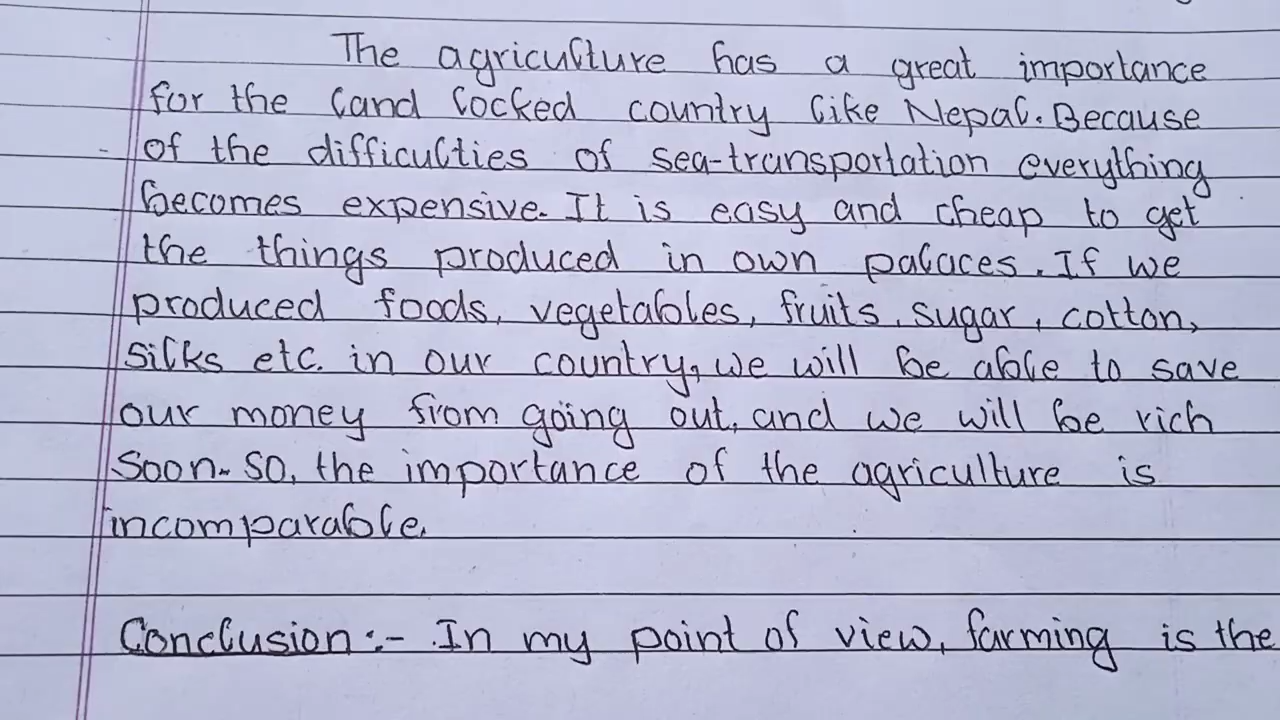 The agriculture has a great importance
for the land locked country like Nepal. Because
of the difficulties of sea-transportation everything
becomes expensive. It is easy and cheap to get
the things produced in own palaces. If we
produced foods, vegetables, fruits, sugar, cotton,
silks etc. in our country, we will be able to save
our money from going out, and we will be rich
soon. So, the importance of the agriculture is
incomparable.
Conclusion :- In my point of view, farming is the